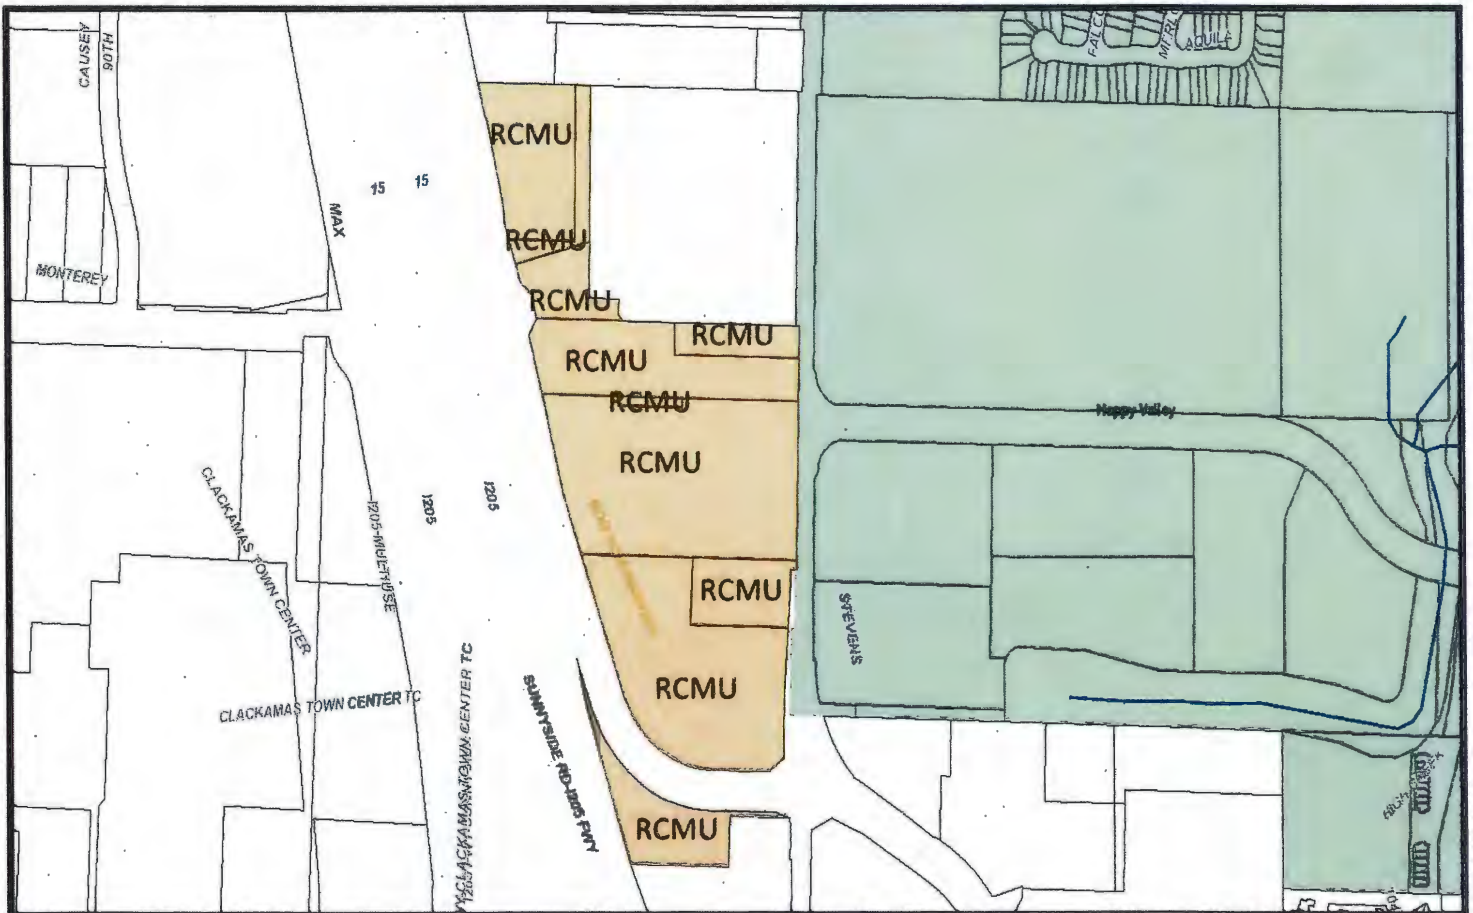 CAUSEY
90TH
FALCO
MERLO
AQUILA
RCMU
15
15
MAX
RCMU
MONTEREY
RCMU
RCMU
RCMU
RCMU
Happy Valley
RCMU
CLACKAMAS TOWN CENTER
I205
I205
I205-MULTIUSE
RCMU
STEVENS
RCMU
CLACKAMAS TOWN CENTER TC
CLACKAMAS TOWN CENTER TC
SUNNYSIDE RD-I205 FWY
RCMU